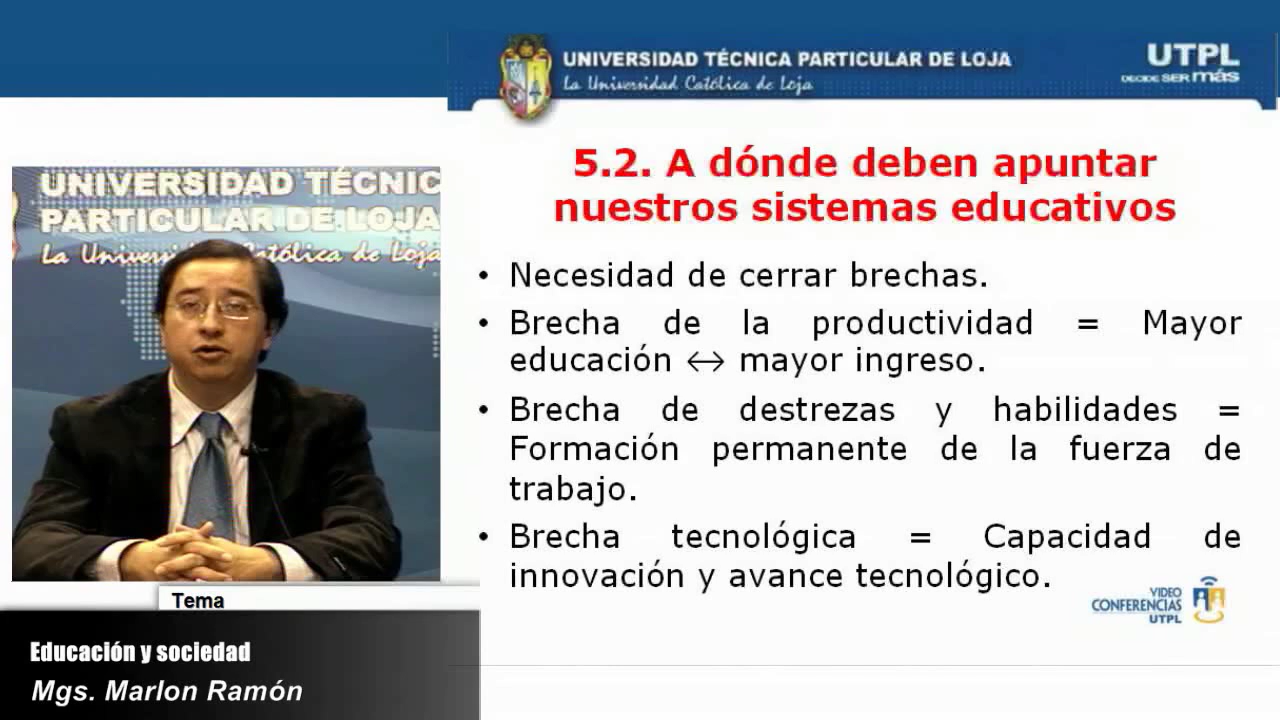 UNIVERSIDAD TÉCNICA PARTICULAR DE LOJA
La Universidad Católica de Loja
UTPL
DECIDE SER más
5.2. A dónde deben apuntar
nuestros sistemas educativos
• Necesidad de cerrar brechas.
• Brecha de la productividad = Mayor
educación ↔ mayor ingreso.
• Brecha de destrezas y habilidades =
Formación permanente de la fuerza de
trabajo.
• Brecha tecnológica = Capacidad de
innovación y avance tecnológico.
VIDEO
CONFERENCIAS
UTPL
UNIVERSIDAD TÉCNIC
PARTICULAR DE LOJA
La Universidad Católica de Loja
Tema
Educación y sociedad
Mgs. Marlon Ramón